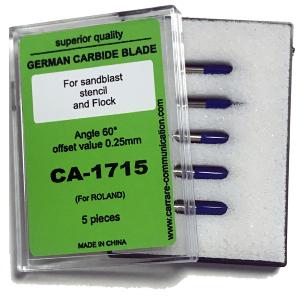 superior quality
GERMAN CARBIDE BLADE
For sandblast
stencil
and Flock
Angle 60°
offset value 0.25mm
CA-1715
(For ROLAND)
5 pieces
MADE IN CHINA
www.carrare-communication.com